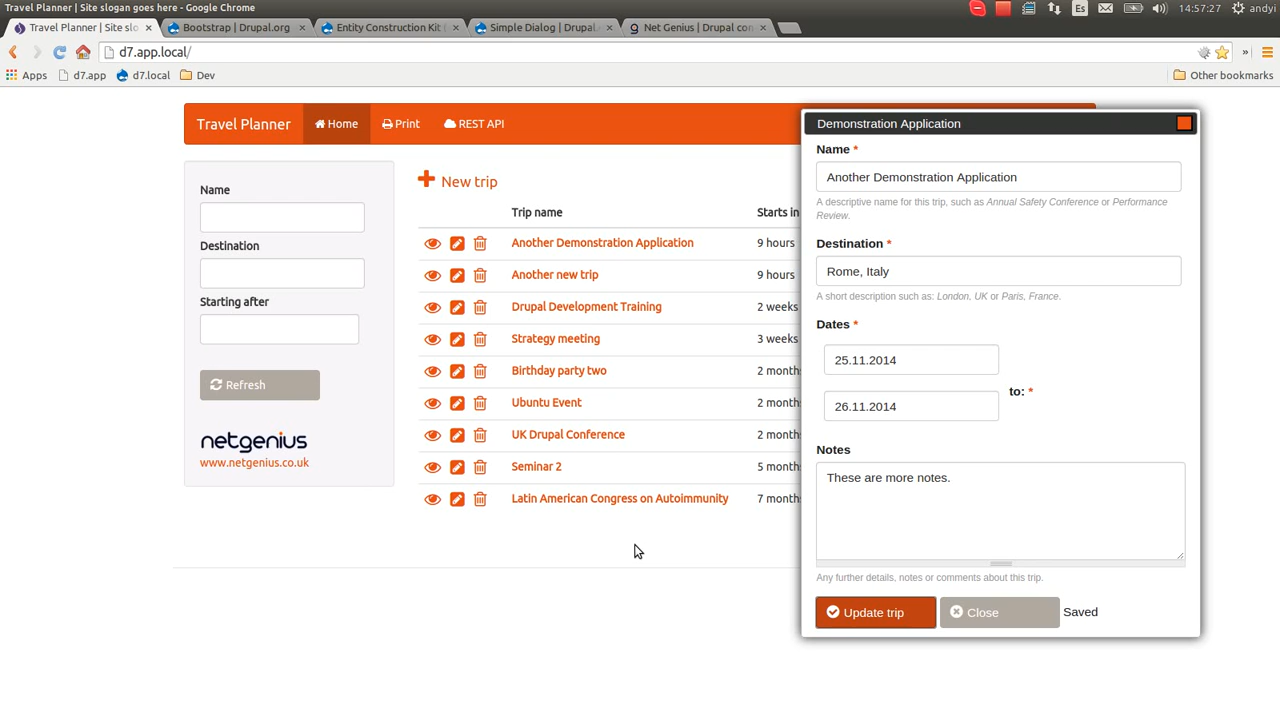 Travel Planner | Site slogan goes here - Google Chrome
Es
14:57:27
andyi
Travel Planner | Site slo
Bootstrap | Drupal.org
Entity Construction Kit
Simple Dialog | Drupal.
Net Genius | Drupal con
d7.app.local/
Apps
d7.app
d7.local
Dev
Other bookmarks
Travel Planner
Home
Print
REST API
Name
Destination
Starting after
Refresh
netgenius
www.netgenius.co.uk
New trip
Trip name
Starts in
Another Demonstration Application
9 hours
Another new trip
9 hours
Drupal Development Training
2 weeks
Strategy meeting
3 weeks
Birthday party two
2 months
Ubuntu Event
2 months
UK Drupal Conference
2 months
Seminar 2
5 months
Latin American Congress on Autoimmunity
7 months
Demonstration Application
Name *
Another Demonstration Application
A descriptive name for this trip, such as Annual Safety Conference or Performance
Review.
Destination *
Rome, Italy
A short description such as: London, UK or Paris, France.
Dates *
25.11.2014
to: *
26.11.2014
Notes
These are more notes.
Any further details, notes or comments about this trip.
Update trip
Close
Saved